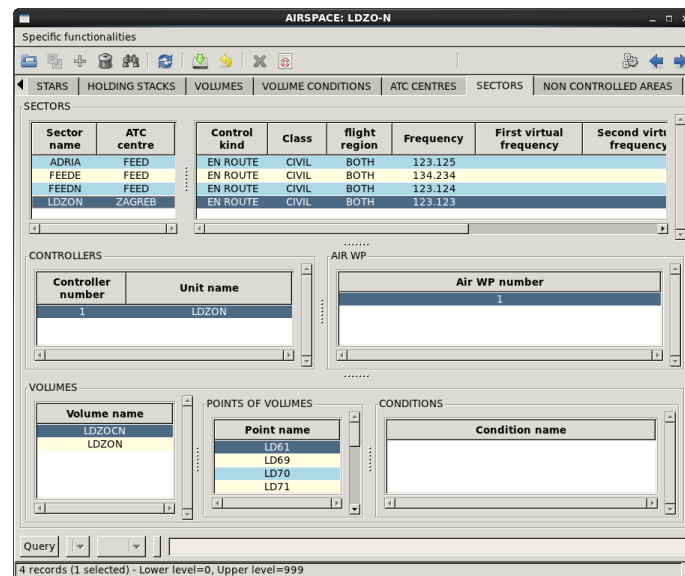 AIRSPACE: LDZO-N
Specific functionalities
STARS HOLDING STACKS VOLUMES VOLUME CONDITIONS ATC CENTRES SECTORS NON CONTROLLED AREAS
SECTORS
Sector name ATC centre Control kind Class flight region Frequency First virtual frequency Second virtu frequency
ADRIA FEED EN ROUTE CIVIL BOTH 123.125
FEEDE FEED EN ROUTE CIVIL BOTH 134.234
FEEDN FEED EN ROUTE CIVIL BOTH 123.124
LDZON ZAGREB EN ROUTE CIVIL BOTH 123.123
CONTROLLERS
Controller number Unit name
1 LDZON
AIR WP
Air WP number
1
VOLUMES
Volume name
LDZOCN
LDZON
POINTS OF VOLUMES
Point name
LD61
LD69
LD70
LD71
CONDITIONS
Condition name
Query
4 records (1 selected) - Lower level=0, Upper level=999